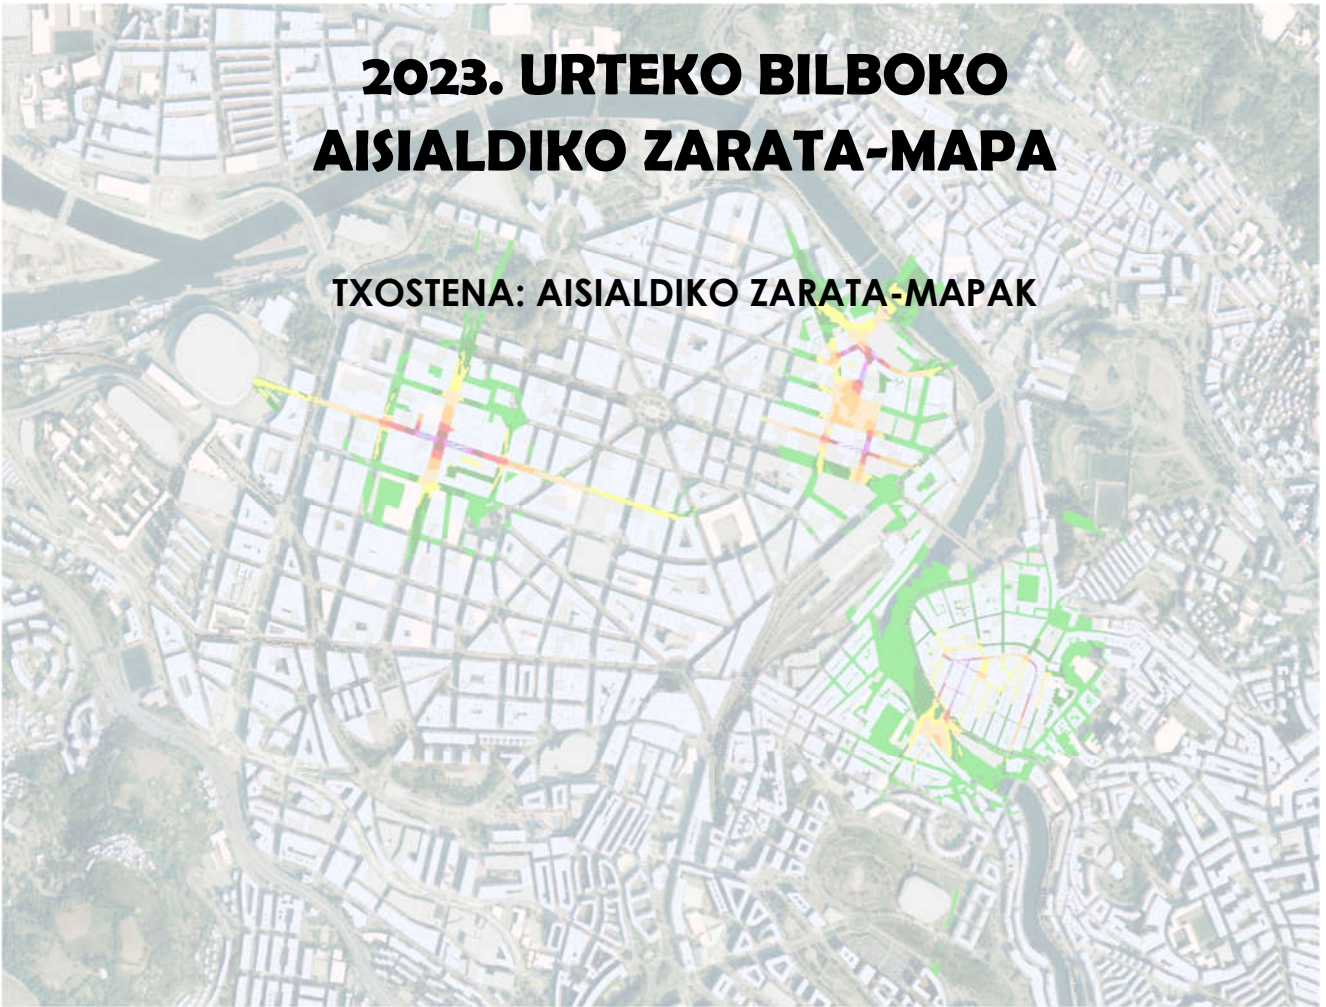 2023. URTEKO BILBOKO
AISIALDIKO ZARATA-MAPA
TXOSTENA: AISIALDIKO ZARATA-MAPAK